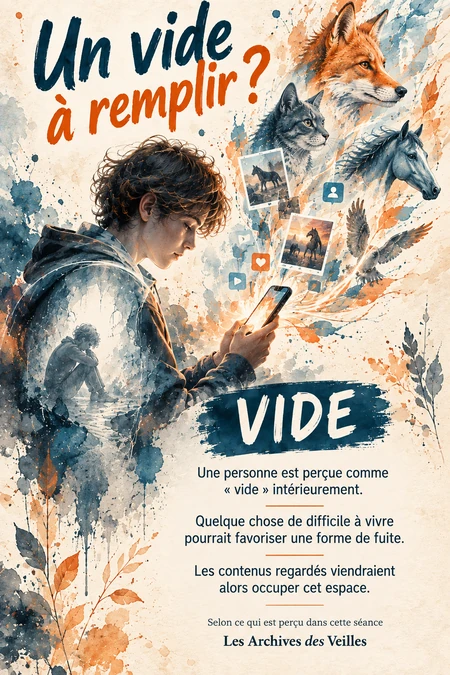 Un vide
à remplir ?
VIDE
Une personne est perçue comme
« vide » intérieurement.
Quelque chose de difficile à vivre
pourrait favoriser une forme de fuite.
Les contenus regardés viendraient
alors occuper cet espace.
Selon ce qui est perçu dans cette séance
Les Archives des Veilles